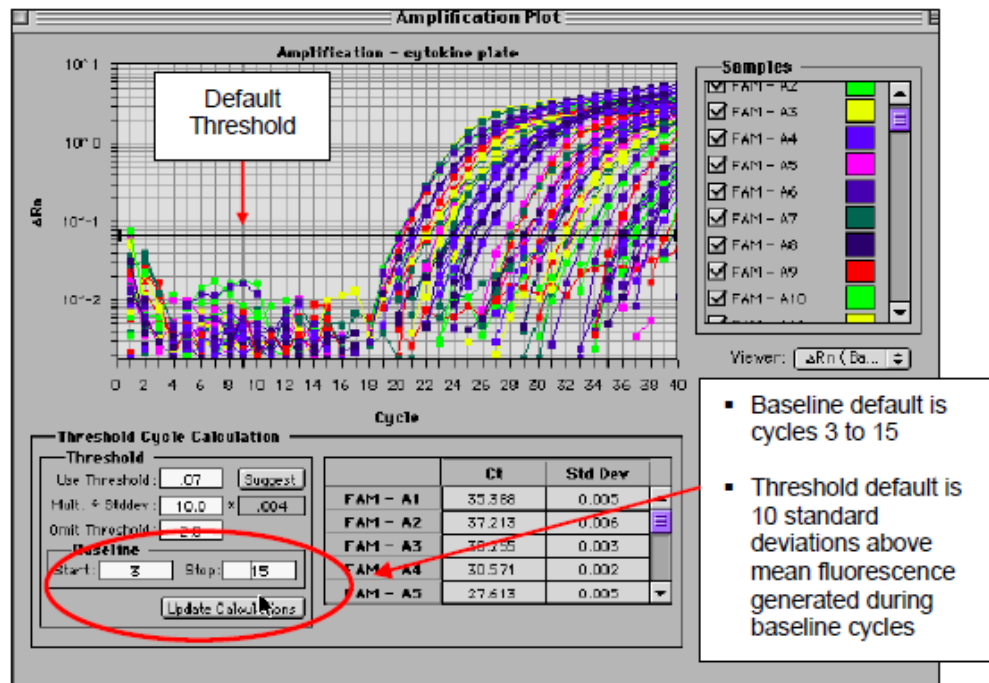 Amplification Plot
Amplification - cytokine plate
Default
Threshold
10^1
10^0
10^-1
10^-2
ΔRn
0 2 4 6 8 10 12 14 16 18 20 22 24 26 28 30 32 34 36 38 40
Cycle
Samples
FAM - A2
FAM - A3
FAM - A4
FAM - A5
FAM - A6
FAM - A7
FAM - A8
FAM - A9
FAM - A10
Viewer: ΔRn (Ba...
Threshold Cycle Calculation
Threshold
Use Threshold: .07 Suggest
Mult. * Stddev: 10.0 × .004
Omit Threshold:
Baseline
Start: 3 Stop: 15
Update Calculations
Ct Std Dev
FAM - A1 35.388 0.005
FAM - A2 37.213 0.006
FAM - A3 0.003
FAM - A4 30.571 0.002
FAM - A5 27.613 0.005
▪ Baseline default is
cycles 3 to 15
▪ Threshold default is
10 standard
deviations above
mean fluorescence
generated during
baseline cycles